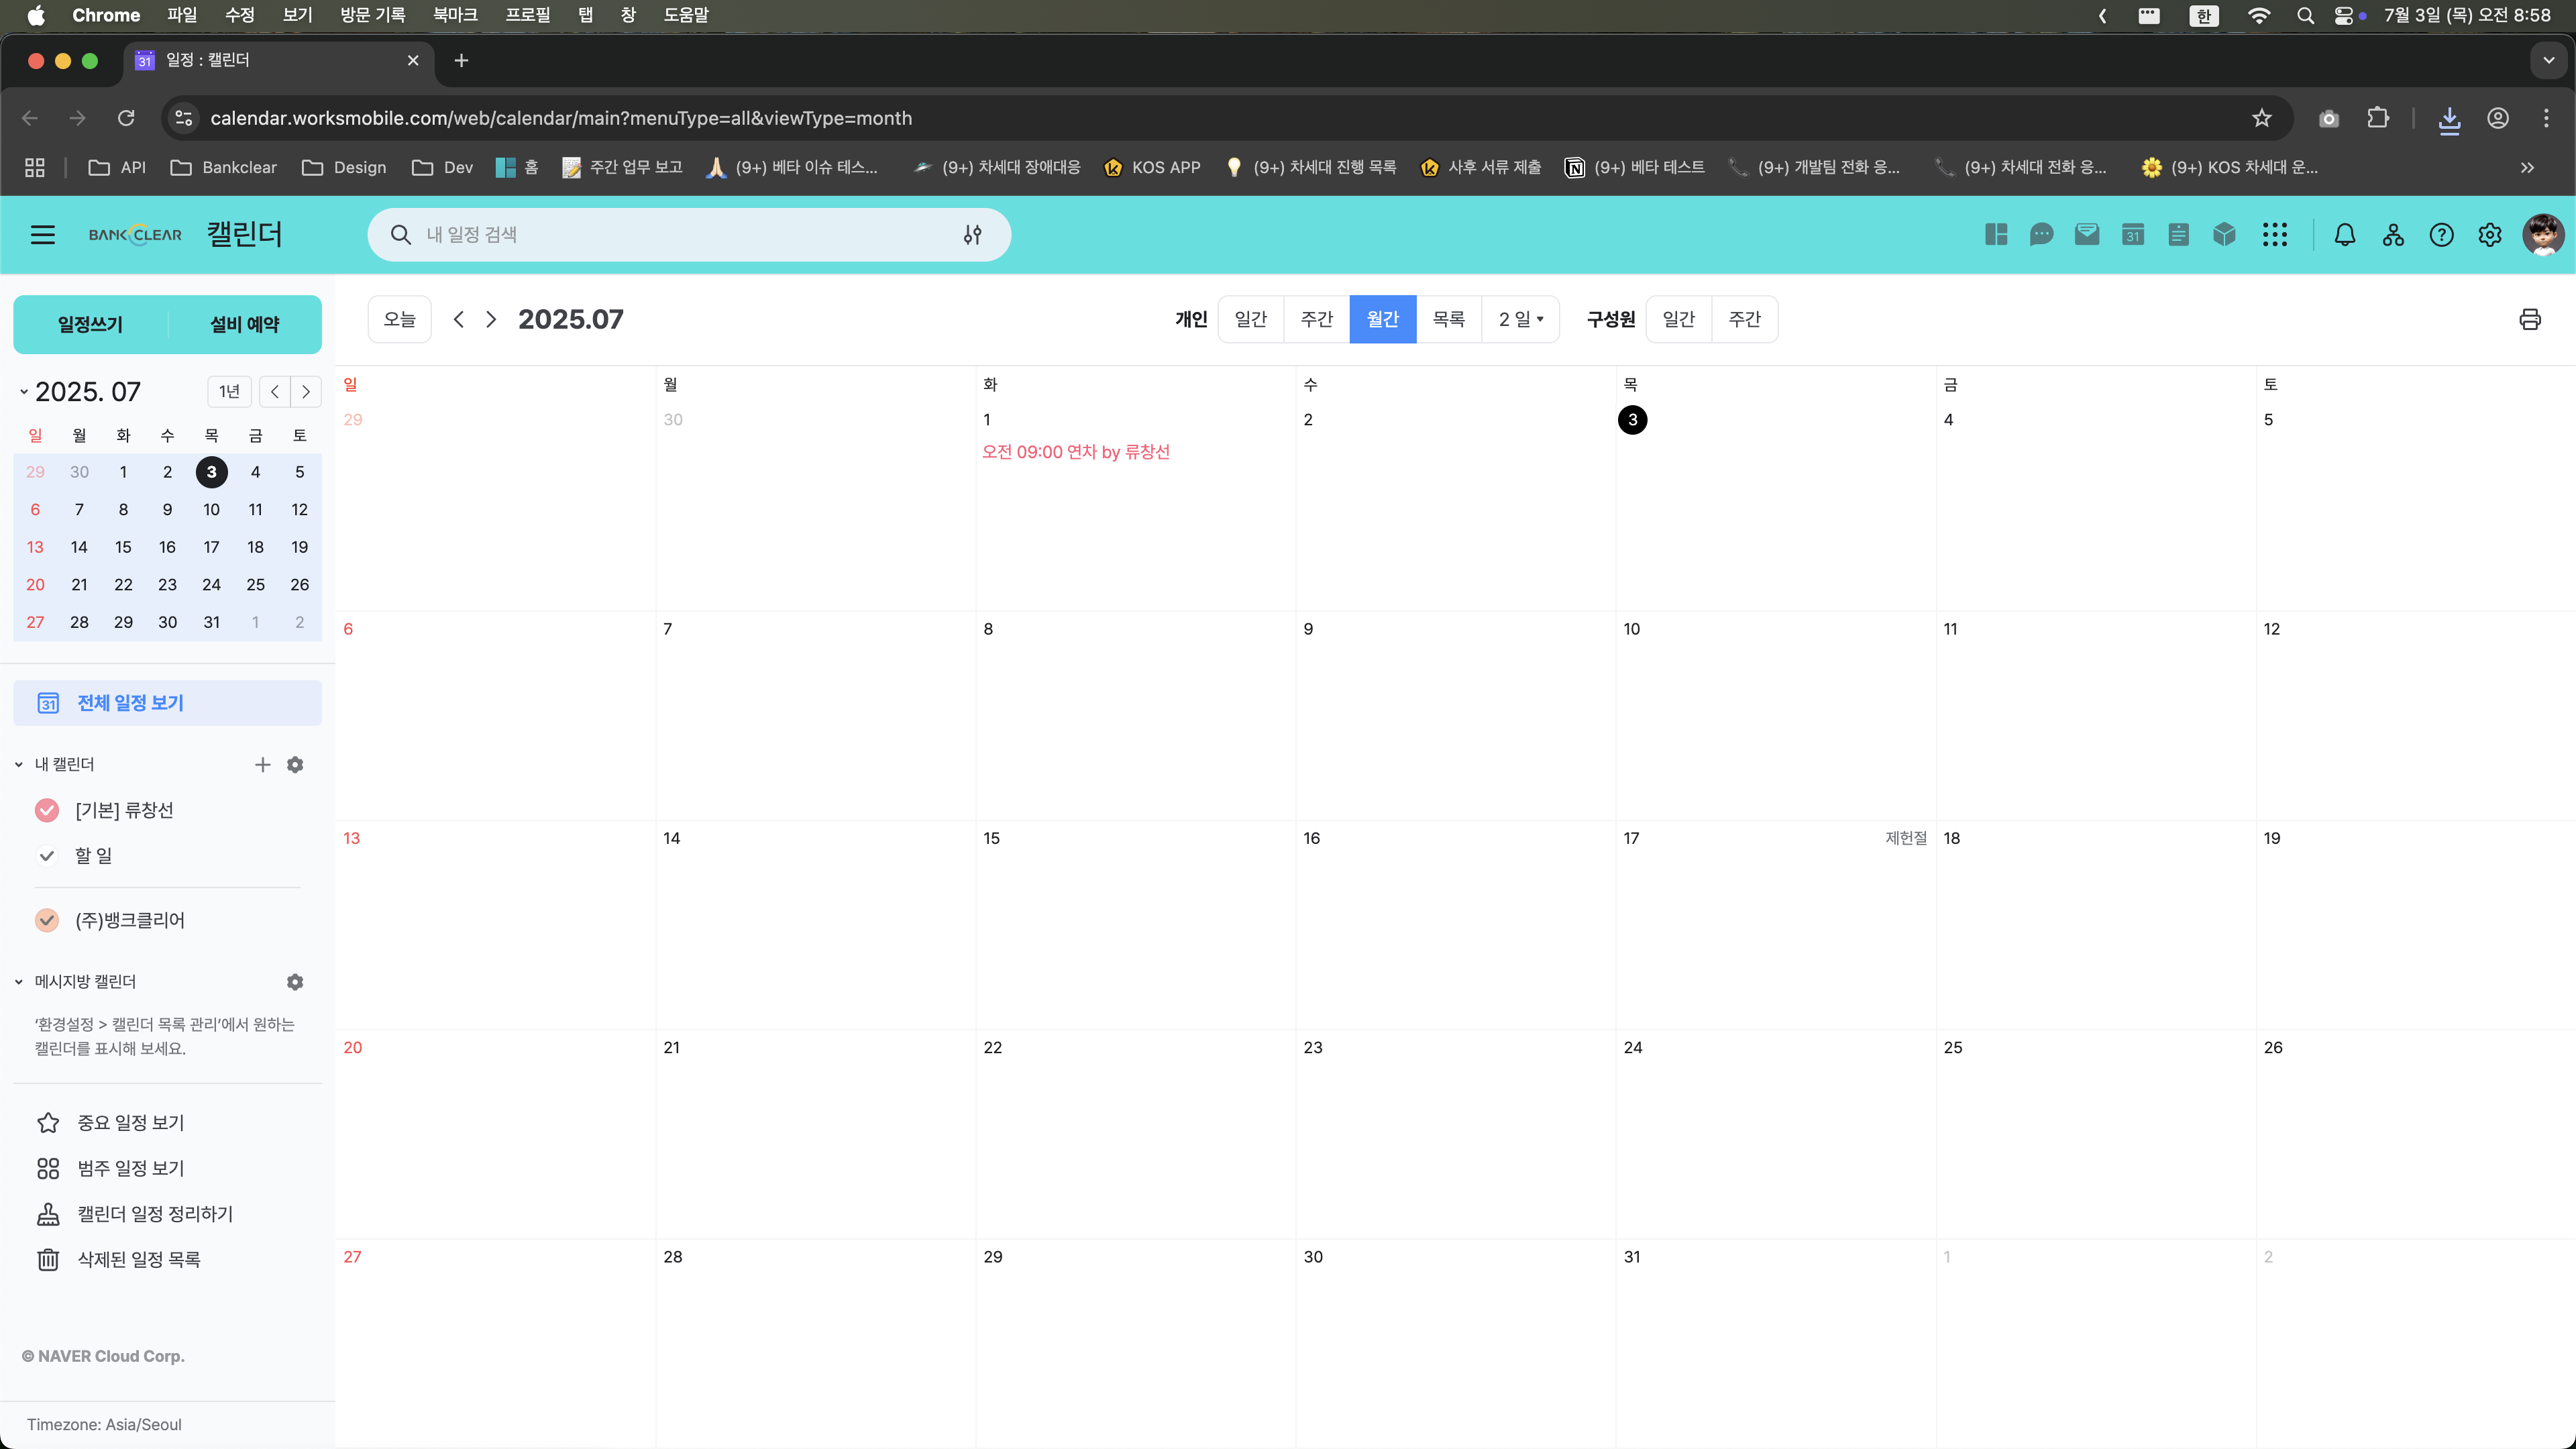 Chrome 파일 수정 보기 방문 기록 북마크 프로필 탭 창 도움말 한 7월 3일 (목) 오전 8:58
31 일정 : 캘린더
calendar.worksmobile.com/web/calendar/main?menuType=all&viewType=month
API Bankclear Design Dev 홈 주간 업무 보고 (9+) 베타 이슈 테스... (9+) 차세대 장애대응 KOS APP (9+) 차세대 진행 목록 사후 서류 제출 (9+) 베타 테스트 (9+) 개발팀 전화 응... (9+) 차세대 전화 응... (9+) KOS 차세대 운...
BANKCLEAR 캘린더 내 일정 검색 31
일정쓰기 설비 예약
2025. 07 1년
일 월 화 수 목 금 토
29 30 1 2 3 4 5
6 7 8 9 10 11 12
13 14 15 16 17 18 19
20 21 22 23 24 25 26
27 28 29 30 31 1 2
31 전체 일정 보기
내 캘린더
[기본] 류창선
할 일
(주)뱅크클리어
메시지방 캘린더
‘환경설정 > 캘린더 목록 관리’에서 원하는
캘린더를 표시해 보세요.
중요 일정 보기
범주 일정 보기
캘린더 일정 정리하기
삭제된 일정 목록
© NAVER Cloud Corp.
Timezone: Asia/Seoul
오늘 2025.07 개인 일간 주간 월간 목록 2 일 구성원 일간 주간
일 월 화 수 목 금 토
29 30 1 2 3 4 5
오전 09:00 연차 by 류창선
6 7 8 9 10 11 12
13 14 15 16 17 제헌절 18 19
20 21 22 23 24 25 26
27 28 29 30 31 1 2